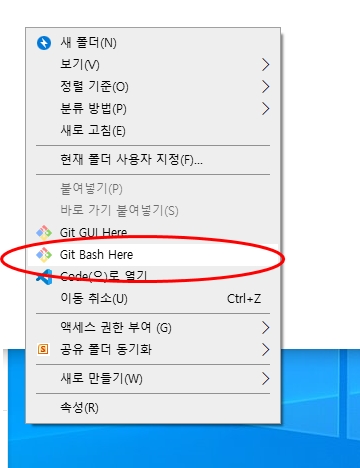 새 폴더(N)
보기(V)
정렬 기준(O)
분류 방법(P)
새로 고침(E)
현재 폴더 사용자 지정(F)...
붙여넣기(P)
바로 가기 붙여넣기(S)
Git GUI Here
Git Bash Here
Code(으)로 열기
이동 취소(U) Ctrl+Z
액세스 권한 부여 (G)
S 공유 폴더 동기화
새로 만들기(W)
속성(R)